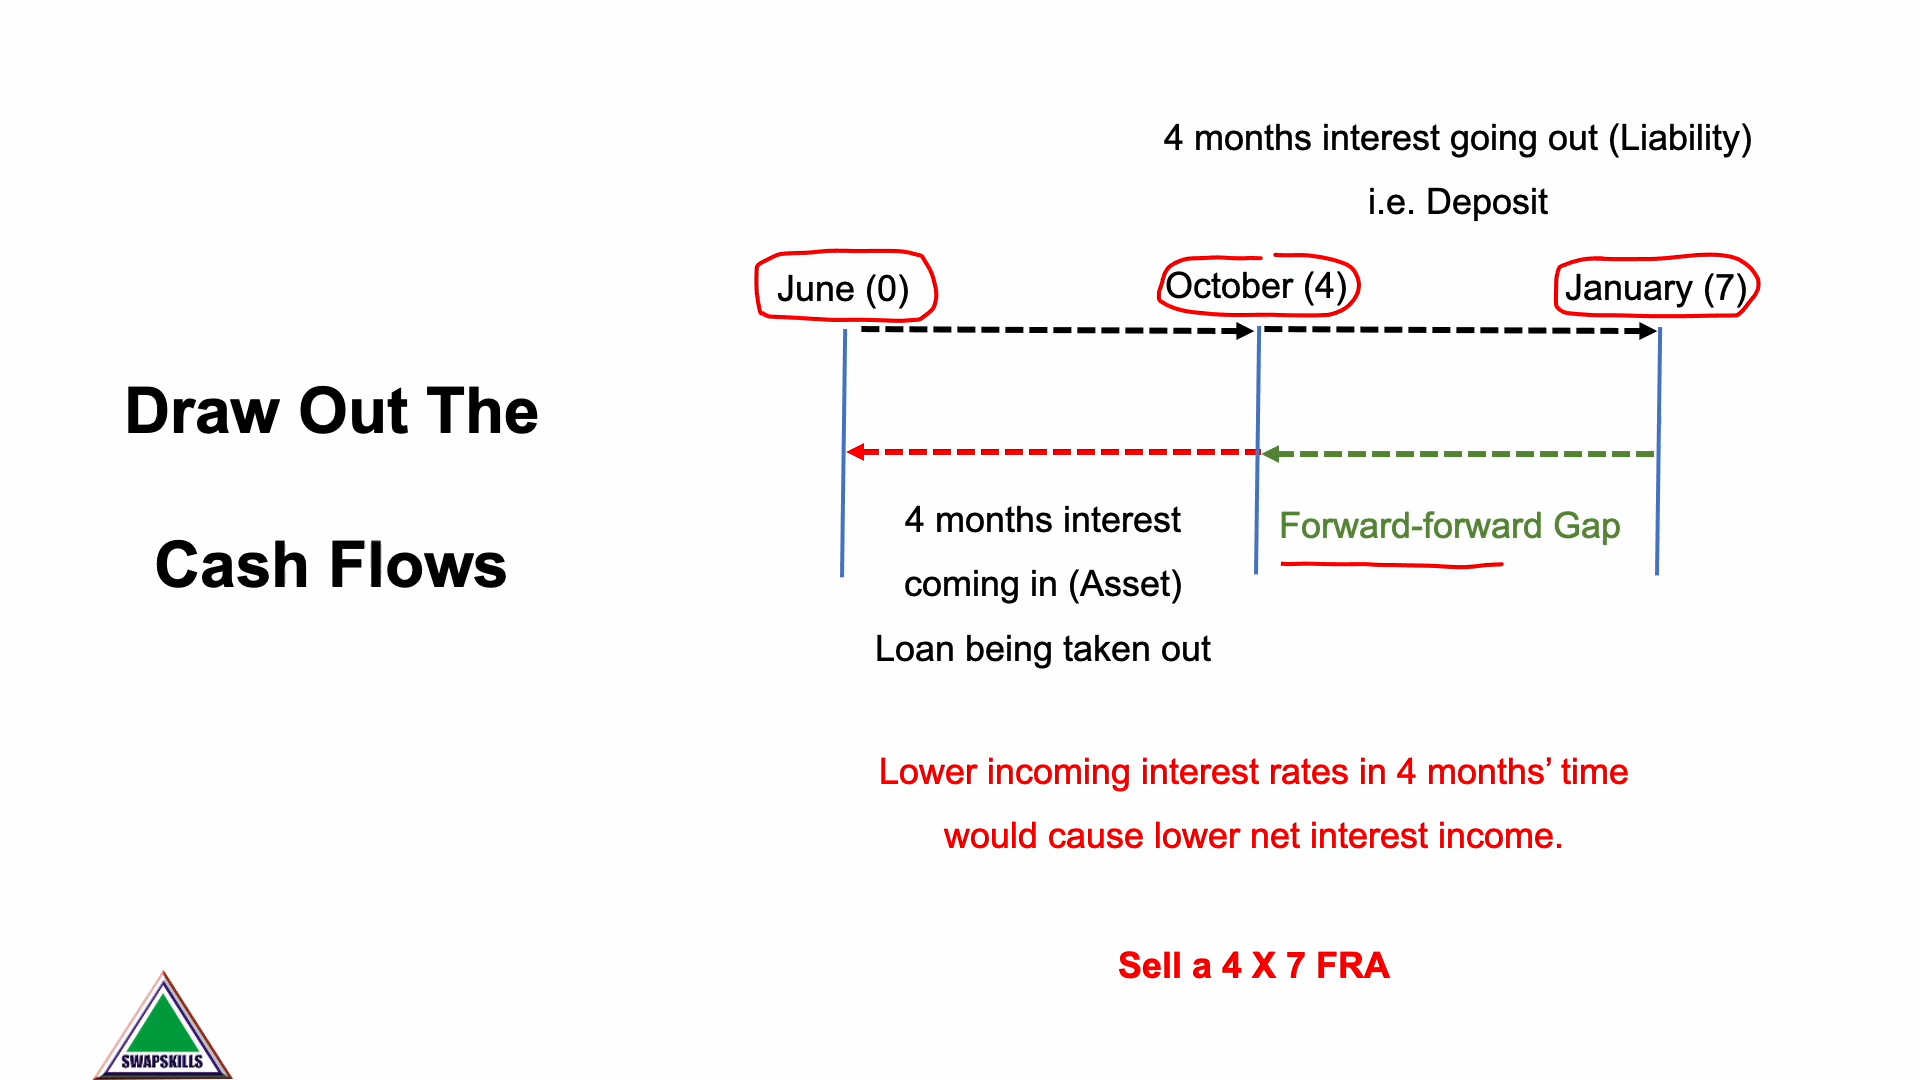 4 months interest going out (Liability)
i.e. Deposit
June (0)
October (4)
January (7)
Draw Out The
Cash Flows
4 months interest
coming in (Asset)
Loan being taken out
Forward-forward Gap
Lower incoming interest rates in 4 months’ time
would cause lower net interest income.
Sell a 4 X 7 FRA
SWAPSKILLS